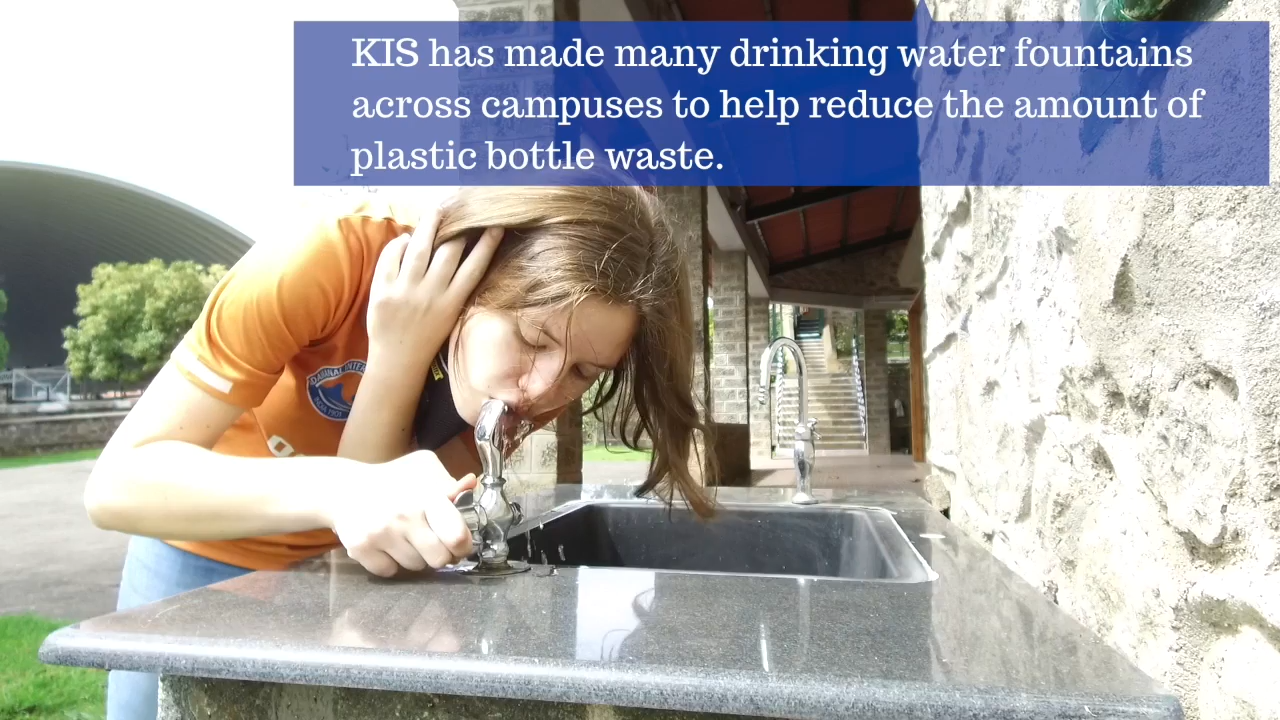 KIS has made many drinking water fountains
across campuses to help reduce the amount of
plastic bottle waste.